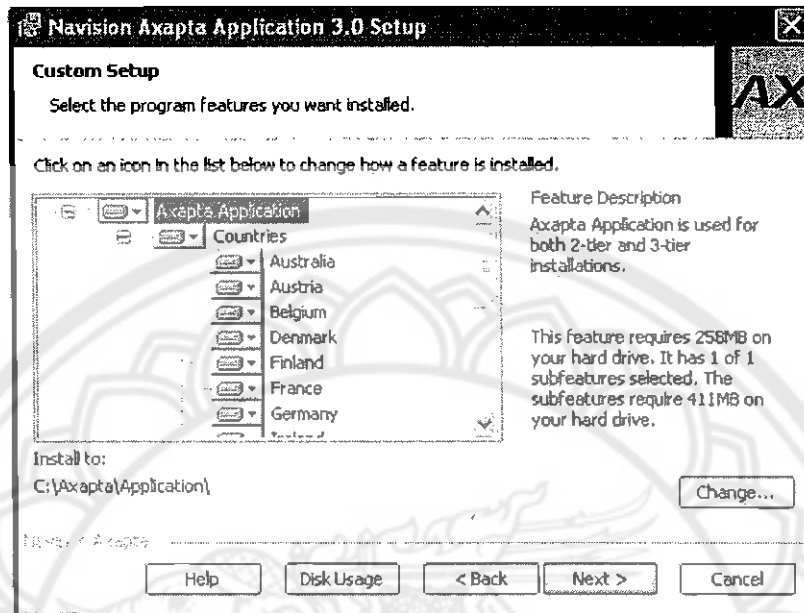 Navision Axapta Application 3.0 Setup
Custom Setup
Select the program features you want installed.
AX
Click on an icon in the list below to change how a feature is installed.
Axapta Application
Countries
Australia
Austria
Belgium
Denmark
Finland
France
Germany
Feature Description
Axapta Application is used for
both 2-tier and 3-tier
installations.
This feature requires 258MB on
your hard drive. It has 1 of 1
subfeatures selected. The
subfeatures require 411MB on
your hard drive.
Install to:
C:\Axapta\Application\
Change...
Navision Axapta
Help
Disk Usage
< Back
Next >
Cancel